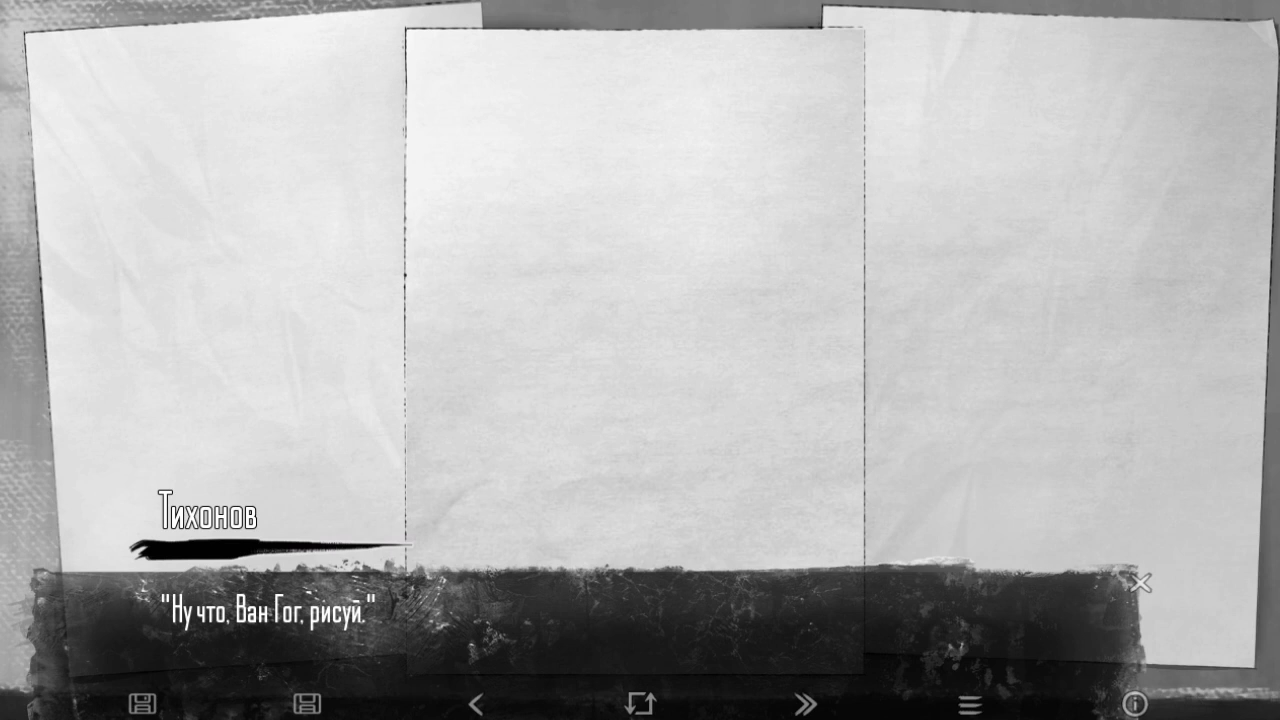 Тихонов
"Ну что, Ван Гог, рисуй."